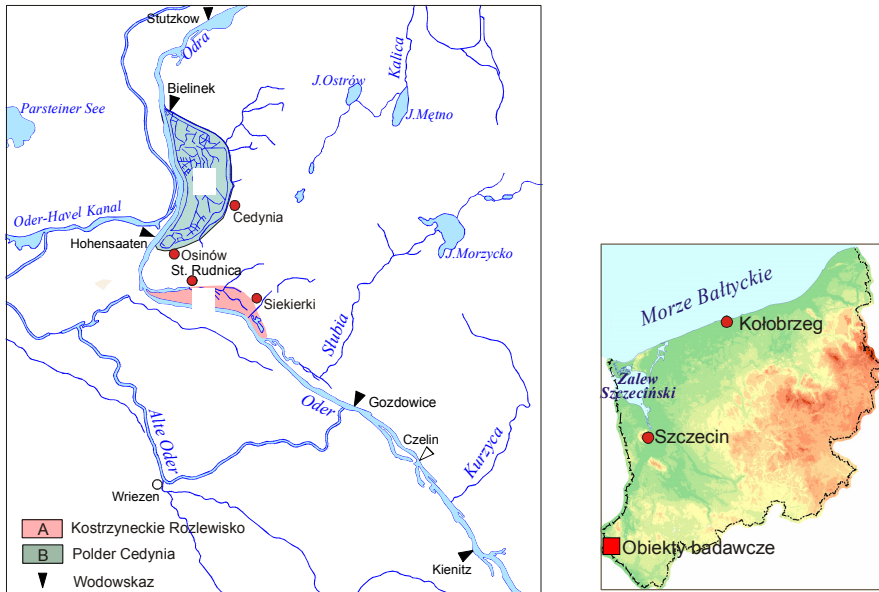 Stutzkow
Odra
Bielinek
Parsteiner See
J.Ostrów
Kalica
J.Mętno
Cedynia
Oder-Havel Kanal
Hohensaaten
Osinów
St. Rudnica
J.Morzycko
Siekierki
Słubia
Oder
Gozdowice
Alte Oder
Czelin
Kurzyca
Wriezen
A Kostrzyneckie Rozlewisko
B Polder Cedynia
Wodowskaz
Kienitz
Morze Bałtyckie
Kołobrzeg
Zalew
Szczeciński
Szczecin
Obiekty badawcze